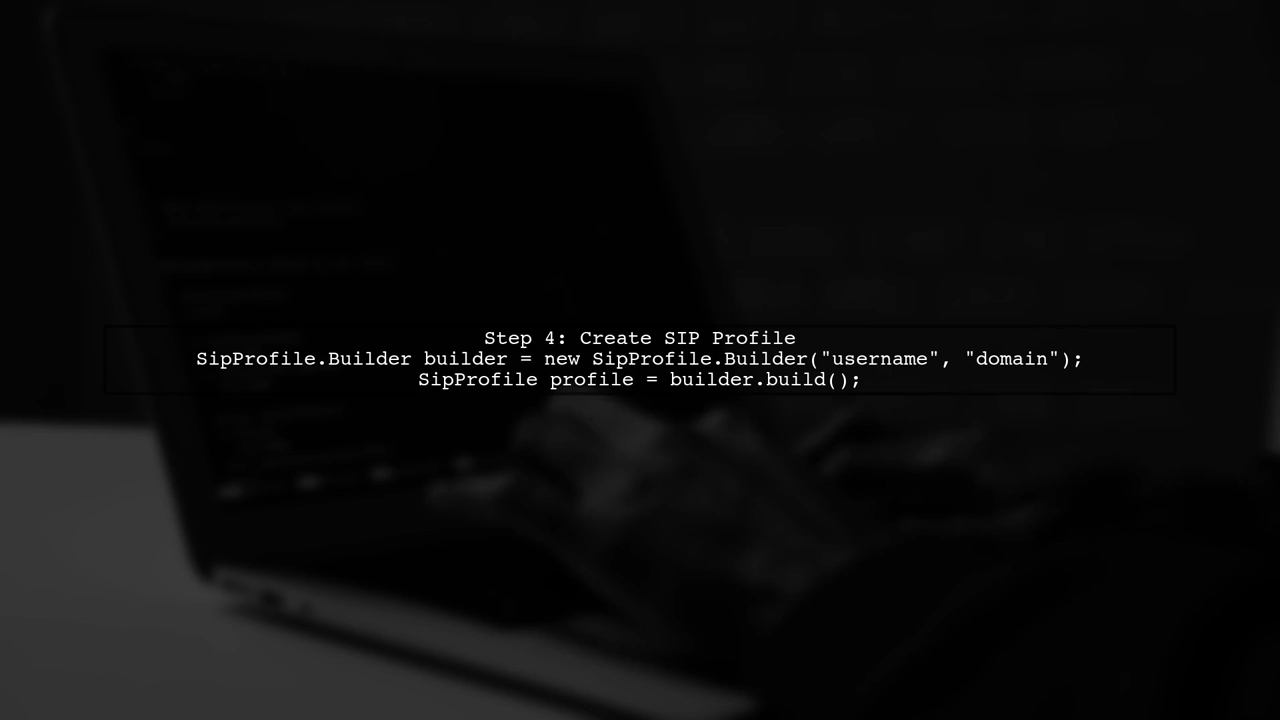 Step 4: Create SIP Profile
SipProfile.Builder builder = new SipProfile.Builder("username", "domain");
SipProfile profile = builder.build();